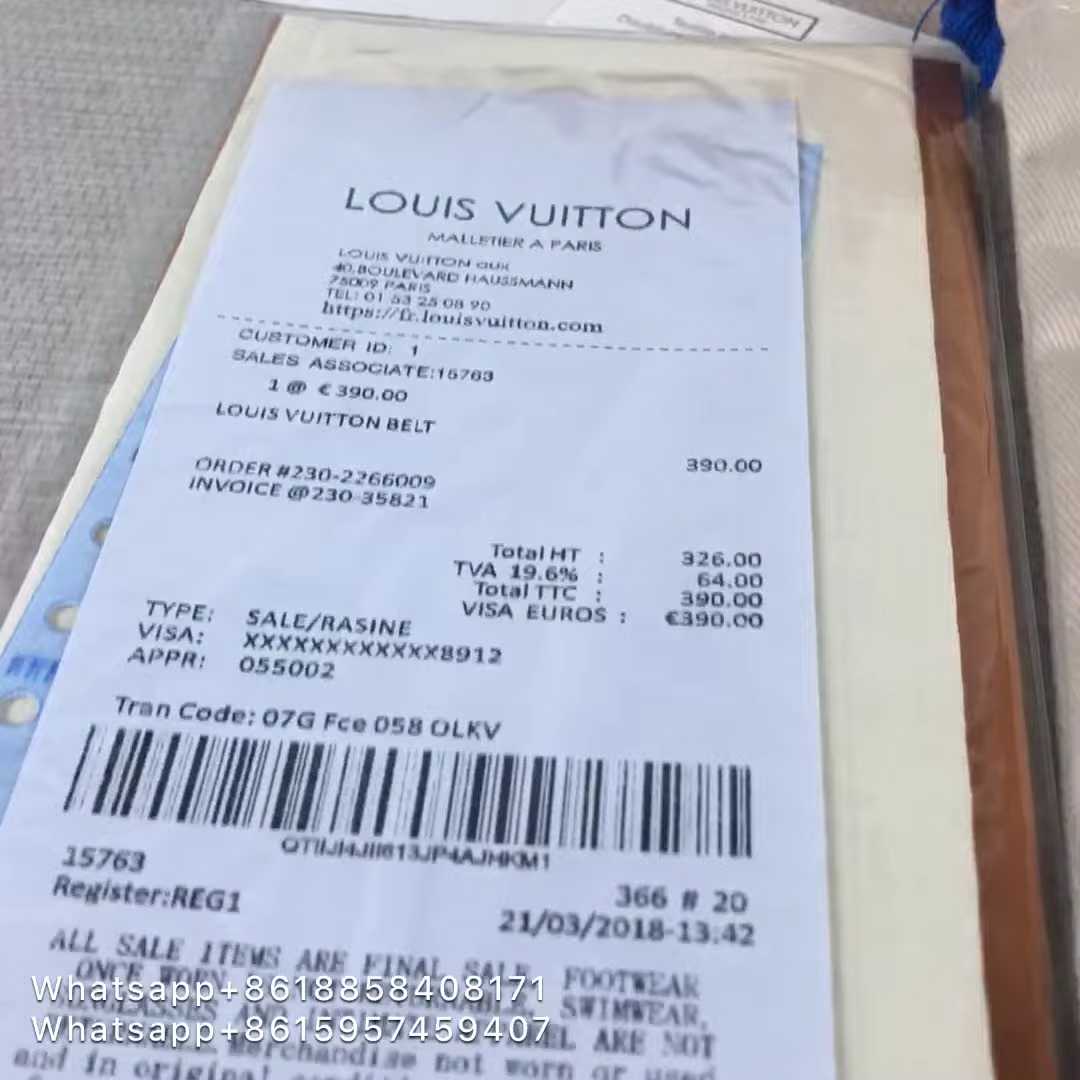 LOUIS VUITTON
LOUIS VUITTON
MALLETIER A PARIS
LOUIS VUITTON aux
40,BOULEVARD HAUSSMANN
75009 PARIS
TEL: 01 53 25 08 90
https://fr.louisvuitton.com
CUSTOMER ID: 1
SALES ASSOCIATE:15763
1 @ €390.00
LOUIS VUITTON BELT
390.00
ORDER #230-2266009
INVOICE @230-35821
Total HT : 326.00
TVA 19.6% : 64.00
Total TTC : 390.00
VISA EUROS : €390.00
TYPE: SALE/RASINE
VISA: XXXXXXXXXXXX8912
APPR: 055002
Tran Code: 07G Fce 058 OLKV
15763
366 # 20
Register:REG1
21/03/2018-13:42
ALL SALE ITEMS ARE FINAL SALE, FOOTWEAR
ONCE WORN, SWIMWEAR,
ARE NOT
merchandise not worn or used
and in original
Whatsapp+8618858408171
Whatsapp+8615957459407